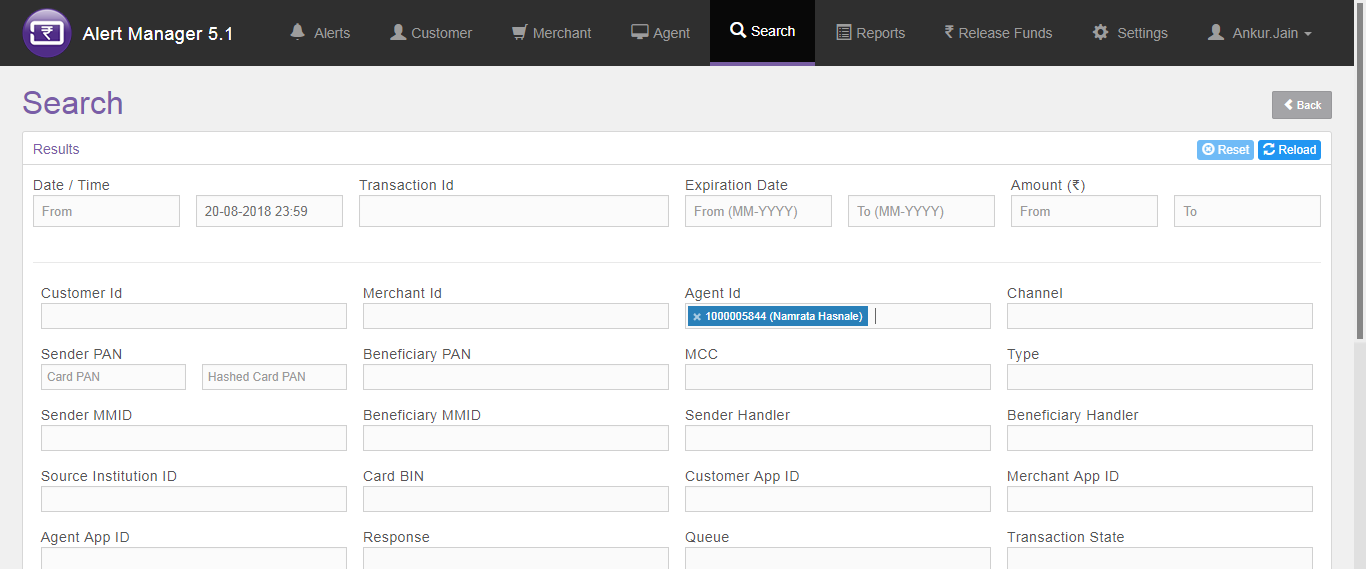 Alert Manager 5.1 Alerts Customer Merchant Agent Search Reports ₹ Release Funds Settings Ankur.Jain
Search
Back
Results Reset Reload
Date / Time Transaction Id Expiration Date Amount (₹)
From 20-08-2018 23:59 From (MM-YYYY) To (MM-YYYY) From To
Customer Id Merchant Id Agent Id Channel
× 1000005844 (Namrata Hasnale)
Sender PAN Beneficiary PAN MCC Type
Card PAN Hashed Card PAN
Sender MMID Beneficiary MMID Sender Handler Beneficiary Handler
Source Institution ID Card BIN Customer App ID Merchant App ID
Agent App ID Response Queue Transaction State